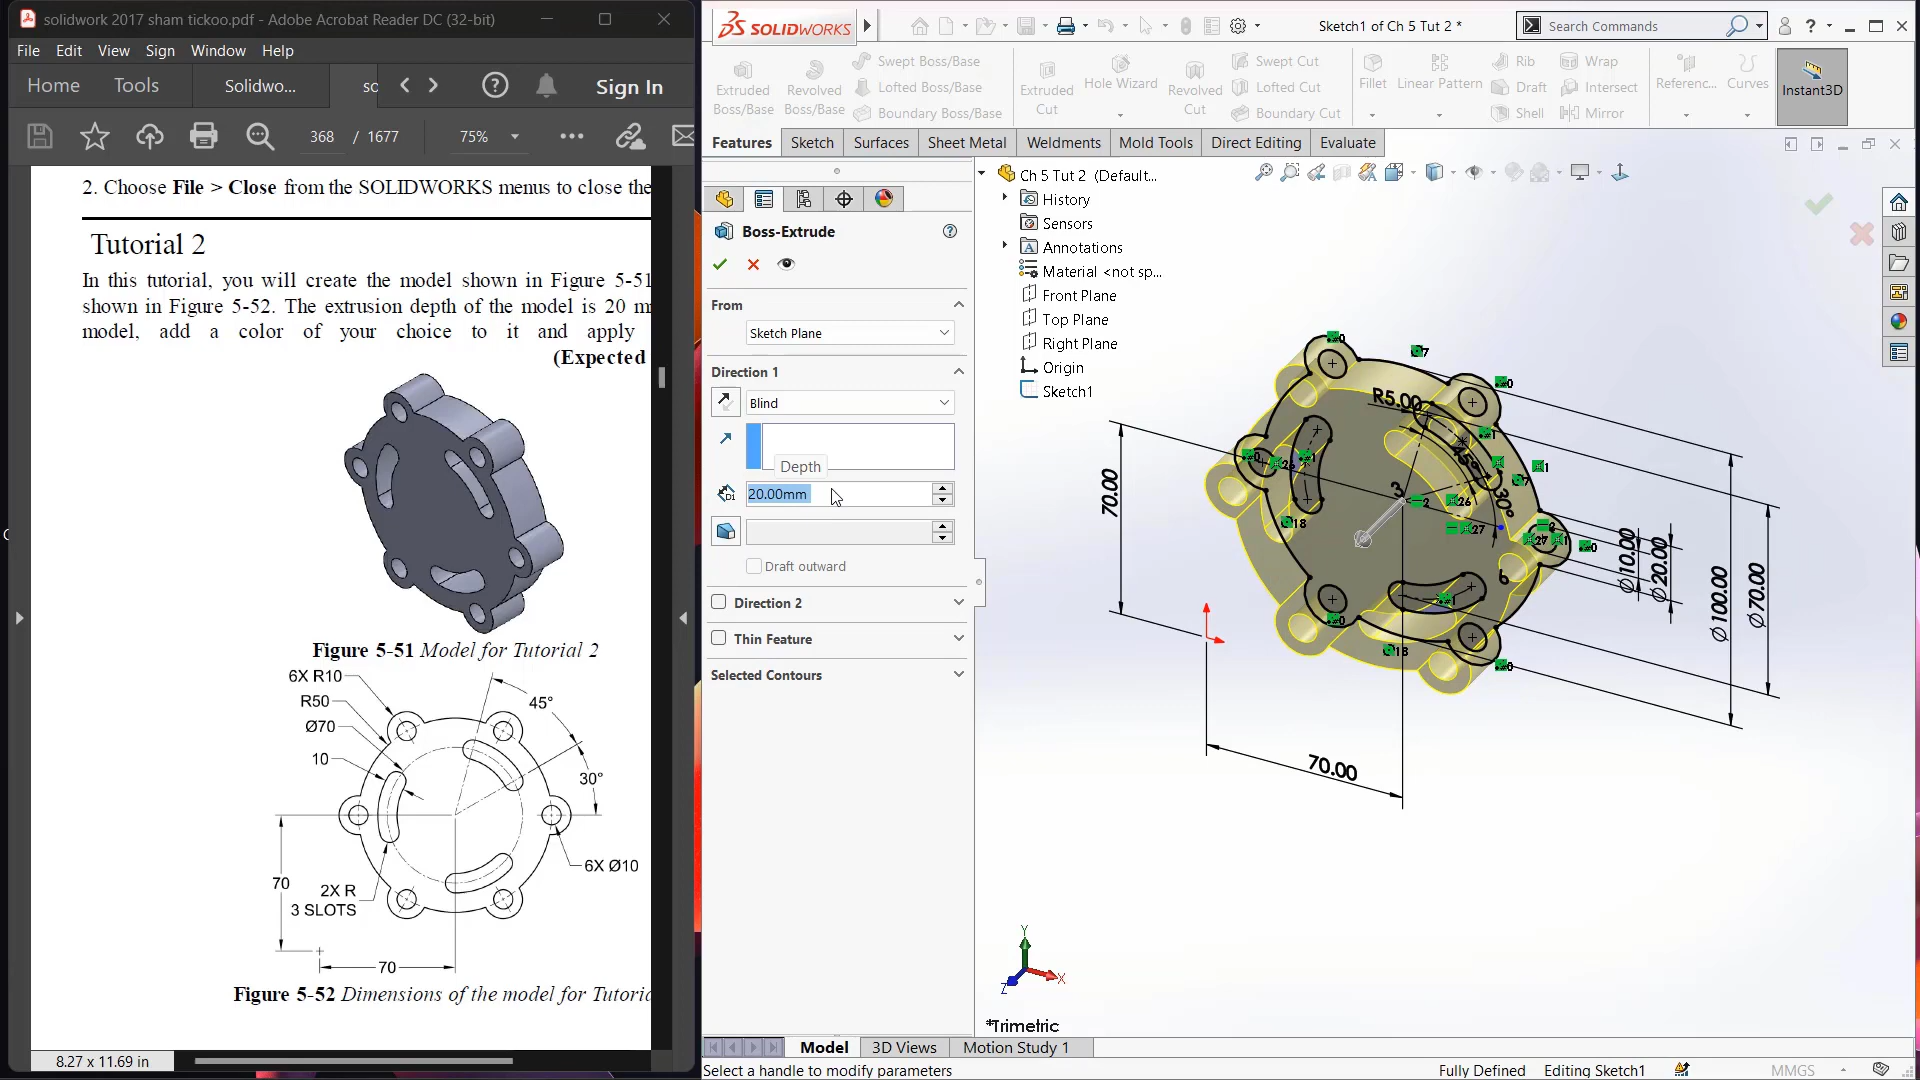 solidwork 2017 sham tickoo.pdf - Adobe Acrobat Reader DC (32-bit)
File Edit View Sign Window Help
Home Tools Solidwo... sc Sign In
368 / 1677 75%
2. Choose File > Close from the SOLIDWORKS menus to close the
Tutorial 2
In this tutorial, you will create the model shown in Figure 5-51
shown in Figure 5-52. The extrusion depth of the model is 20 m
model, add a color of your choice to it and apply
(Expected
Figure 5-51 Model for Tutorial 2
6X R10
R50
Ø70
10
45°
30°
6X Ø10
70
2X R
3 SLOTS
70
Figure 5-52 Dimensions of the model for Tutoria
8.27 x 11.69 in
SOLIDWORKS
Sketch1 of Ch 5 Tut 2 *
Search Commands
Extruded Boss/Base
Revolved Boss/Base
Swept Boss/Base
Lofted Boss/Base
Boundary Boss/Base
Extruded Cut
Hole Wizard
Revolved Cut
Swept Cut
Lofted Cut
Boundary Cut
Fillet
Linear Pattern
Rib
Draft
Shell
Wrap
Intersect
Mirror
Referenc...
Curves
Instant3D
Features Sketch Surfaces Sheet Metal Weldments Mold Tools Direct Editing Evaluate
Boss-Extrude
From
Sketch Plane
Direction 1
Blind
Depth
20.00mm
Draft outward
Direction 2
Thin Feature
Selected Contours
Ch 5 Tut 2 (Default...
History
Sensors
Annotations
Material <not sp...
Front Plane
Top Plane
Right Plane
Origin
Sketch1
R5.00
45°
30°
3
6
70.00
70.00
Ø10.00
Ø20.00
Ø100.00
Ø70.00
Y
X
Z
*Trimetric
Model 3D Views Motion Study 1
Select a handle to modify parameters
Fully Defined Editing Sketch1 MMGS